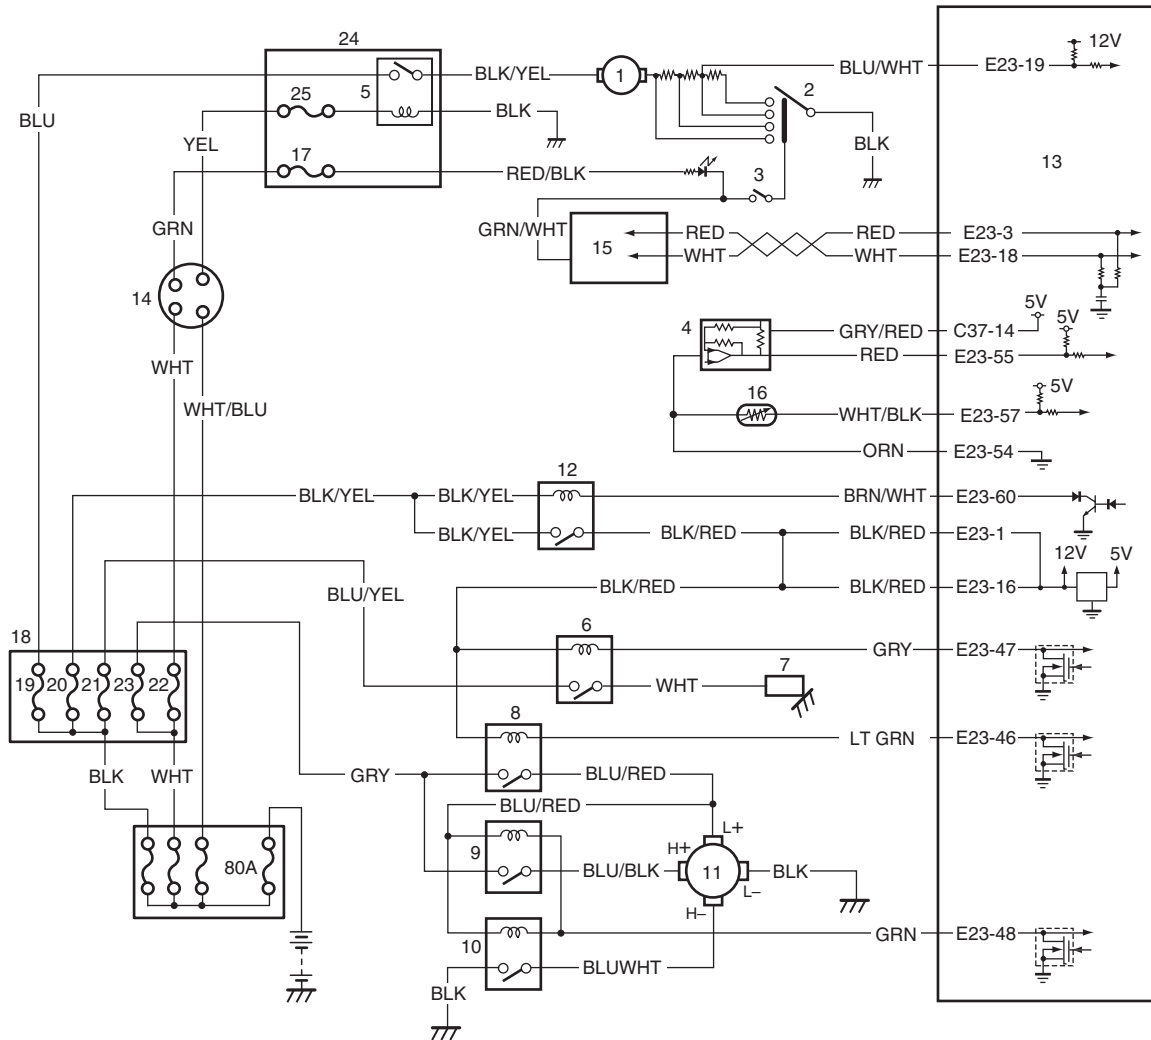 24
12V
BLK/YEL
1
BLU/WHT
E23-19
5
2
25
BLK
BLU
YEL
BLK
17
13
RED/BLK
3
GRN
GRN/WHT
15
RED
RED
E23-3
WHT
WHT
E23-18
14
5V
5V
4
GRY/RED
C37-14
RED
E23-55
WHT
16
5V
WHT/BLU
WHT/BLK
E23-57
ORN
E23-54
12
BLK/YEL
BLK/YEL
BRN/WHT
E23-60
BLK/YEL
BLK/RED
BLK/RED
E23-1
12V
5V
BLU/YEL
BLK/RED
BLK/RED
E23-16
18
6
GRY
E23-47
19
20
21
23
22
WHT
7
8
LT GRN
E23-46
BLK
WHT
GRY
BLU/RED
BLU/RED
L+
H+
9
80A
BLU/BLK
11
BLK
L–
H–
10
GRN
E23-48
BLUWHT
BLK